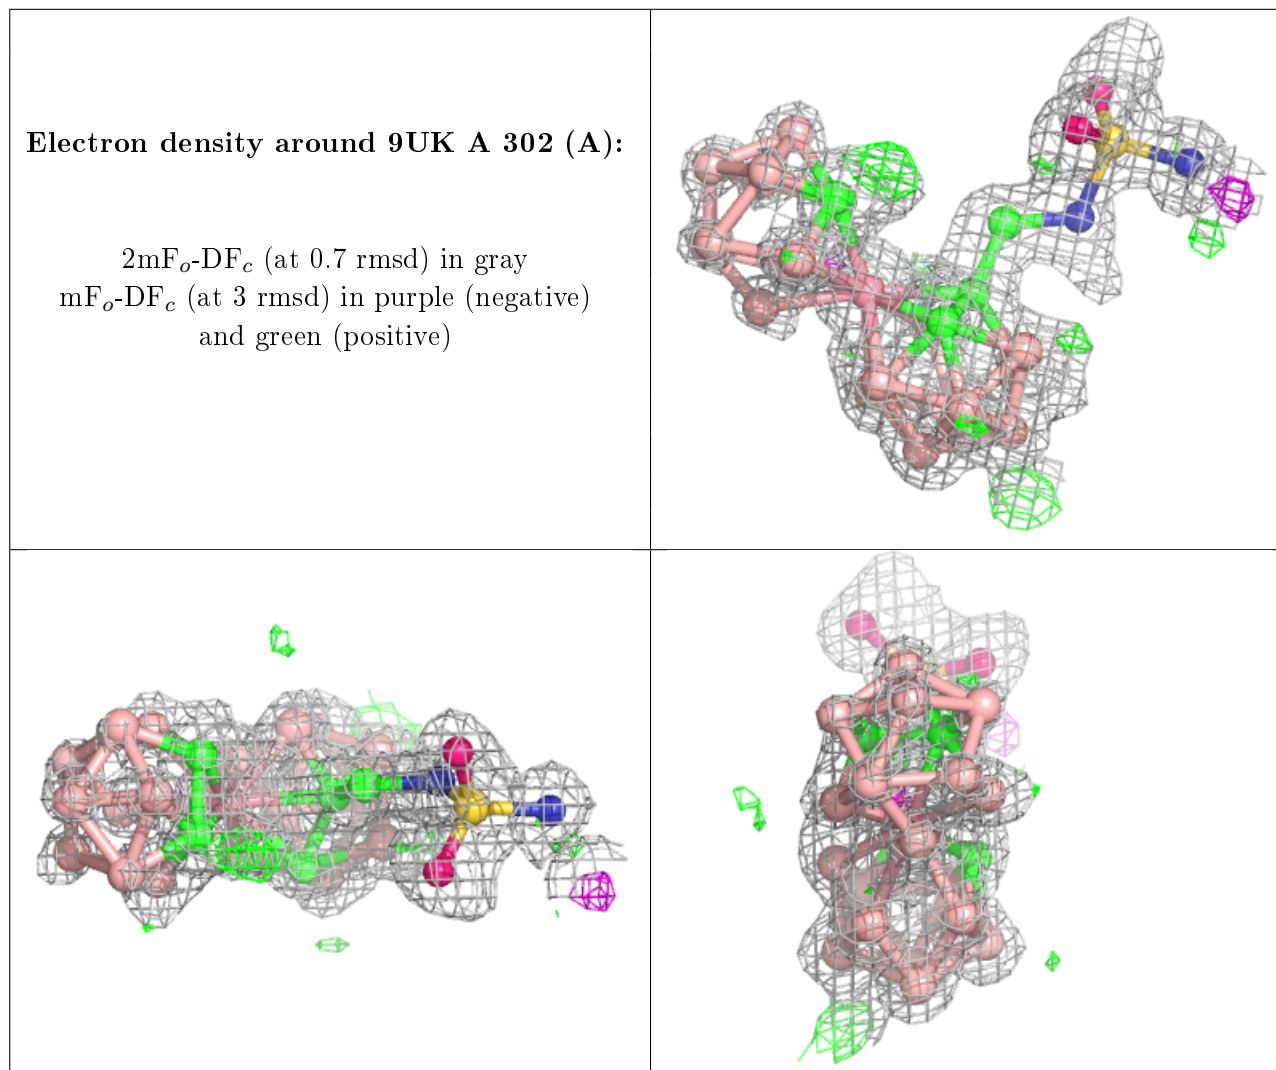 Electron density around 9UK A 302 (A):
2mFo-DFc (at 0.7 rmsd) in gray
mFo-DFc (at 3 rmsd) in purple (negative)
and green (positive)